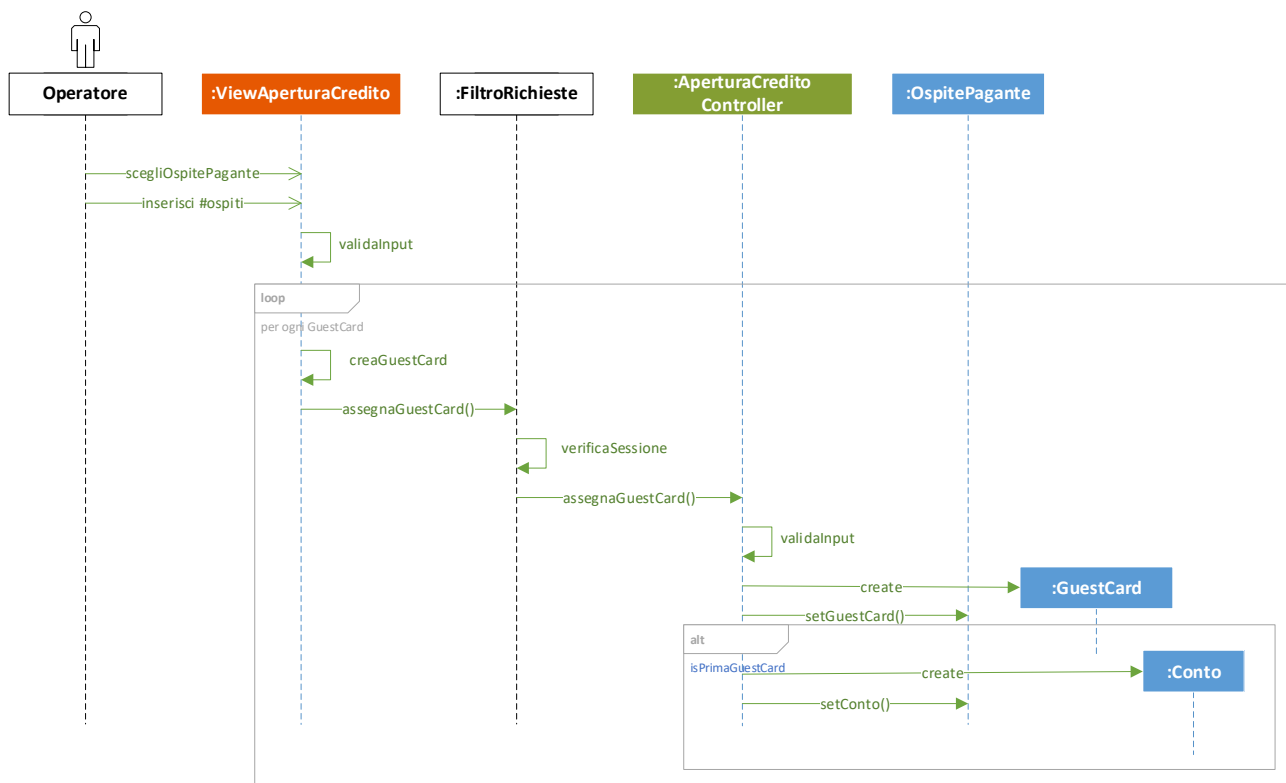 Operatore
:ViewAperturaCredito
:FiltroRichieste
:AperturaCredito
Controller
:OspitePagante
scegliOspitePagante
inserisci #ospiti
validaInput
loop
per ogni GuestCard
creaGuestCard
assegnaGuestCard()
verificaSessione
assegnaGuestCard()
validaInput
create
:GuestCard
setGuestCard()
alt
isPrimaGuestCard
create
:Conto
setConto()